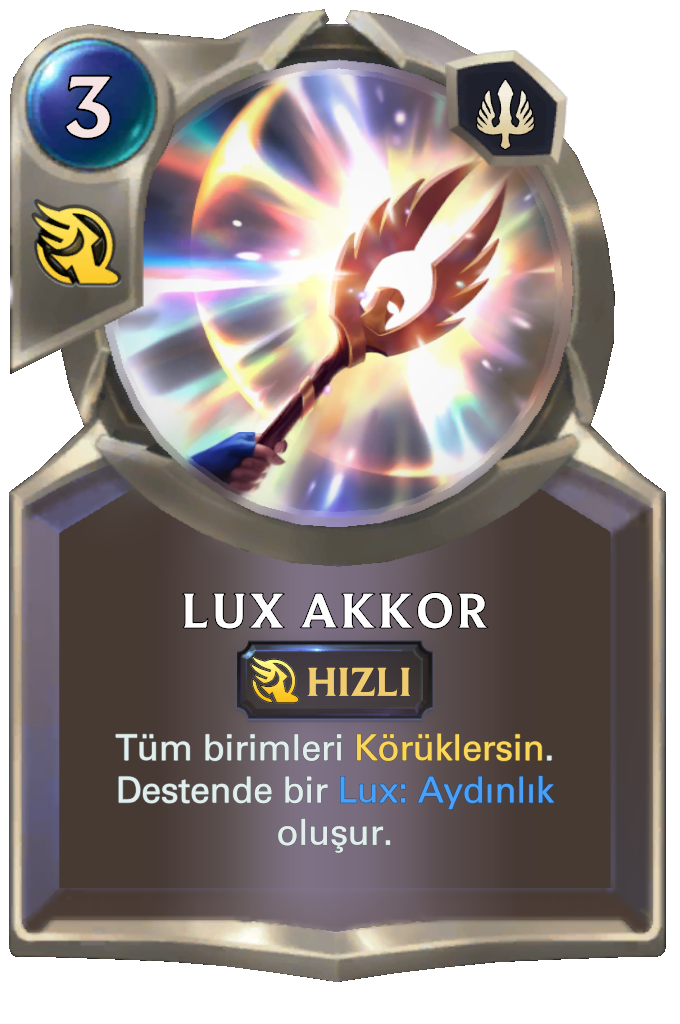 3
LUX AKKOR
HIZLI
Tüm birimleri Körüklersin.
Destende bir Lux: Aydınlık
oluşur.